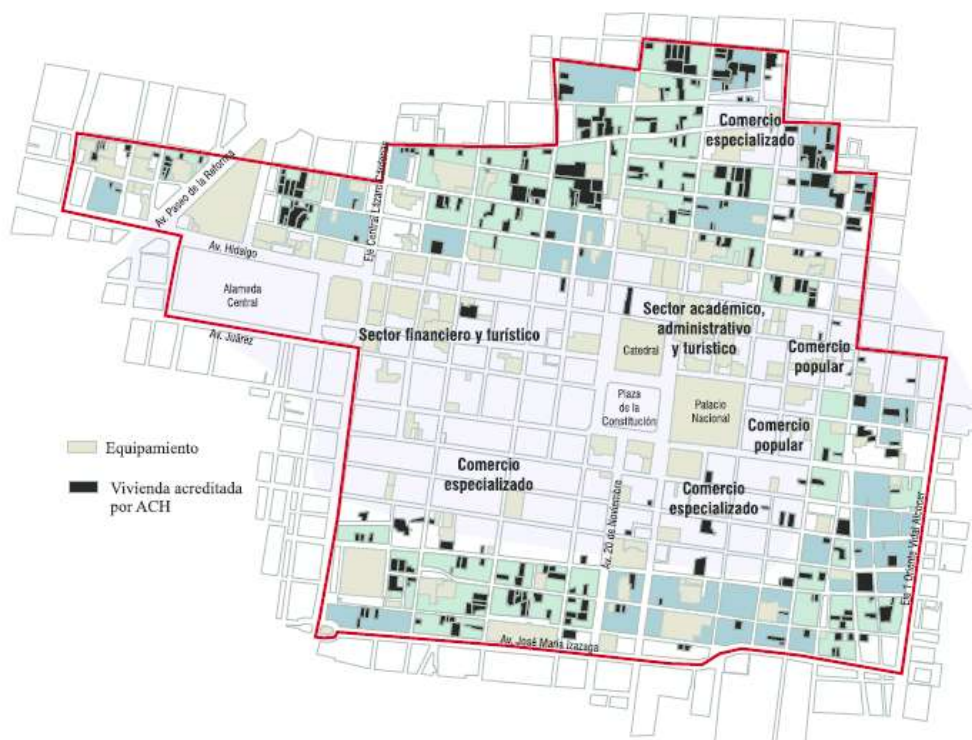 Comercio
especializado
Av. Paseo de la Reforma
Eje Central Lázaro Cárdenas
Av. Hidalgo
Alameda
Central
Sector financiero y turístico
Sector académico,
administrativo
y turístico
Catedral
Av. Juárez
Comercio
popular
Plaza
de la
Constitución
Palacio
Nacional
Comercio
popular
Equipamiento
Vivienda acreditada
por ACH
Comercio
especializado
Comercio
especializado
Av. 20 de Noviembre
Eje 1 Oriente Vidal Alcocer
Av. José María Izazaga